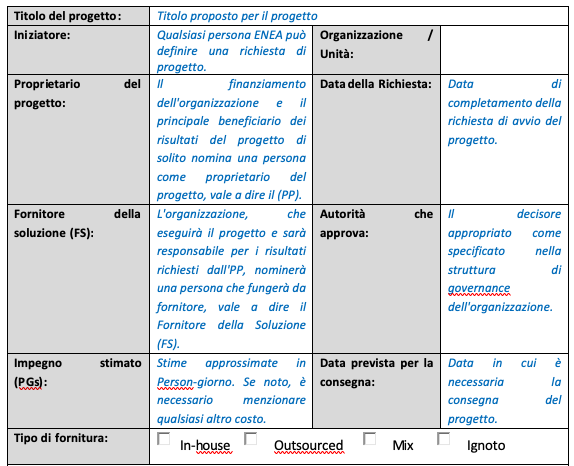 Titolo del progetto: Titolo proposto per il progetto
Iniziatore:
Qualsiasi persona ENEA può
definire una richiesta di
progetto.
Organizzazione /
Unità:
Proprietario del
progetto:
Il finanziamento
dell'organizzazione e il
principale beneficiario dei
risultati del progetto di
solito nomina una persona
come proprietario del
progetto, vale a dire il (PP).
Data della Richiesta:
Data di
completamento della
richiesta di avvio del
progetto.
Fornitore della
soluzione (FS):
L'organizzazione, che
eseguirà il progetto e sarà
responsabile per i risultati
richiesti dall'PP, nominerà
una persona che fungerà da
fornitore, vale a dire il
Fornitore della Soluzione
(FS).
Autorità che
approva:
Il decisore
appropriato come
specificato nella
struttura di
governance
dell'organizzazione.
Impegno stimato
(PGs):
Stime approssimate in
Person-giorno. Se noto, è
necessario menzionare
qualsiasi altro costo.
Data prevista per la
consegna:
Data in cui è
necessaria la
consegna del
progetto.
Tipo di fornitura: In-house Outsourced Mix Ignoto